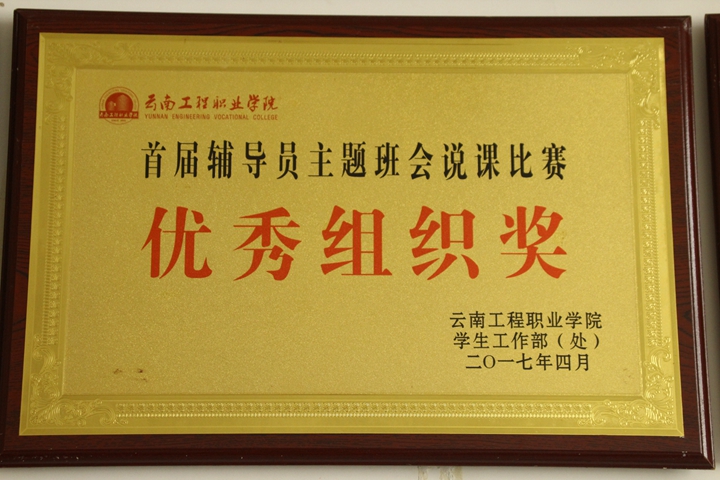 云南工程职业学院
YUNNAN ENGINEERING VOCATIONAL COLLEGE
首届辅导员主题班会说课比赛
优秀组织奖
云南工程职业学院
学生工作部（处）
二〇一七年四月